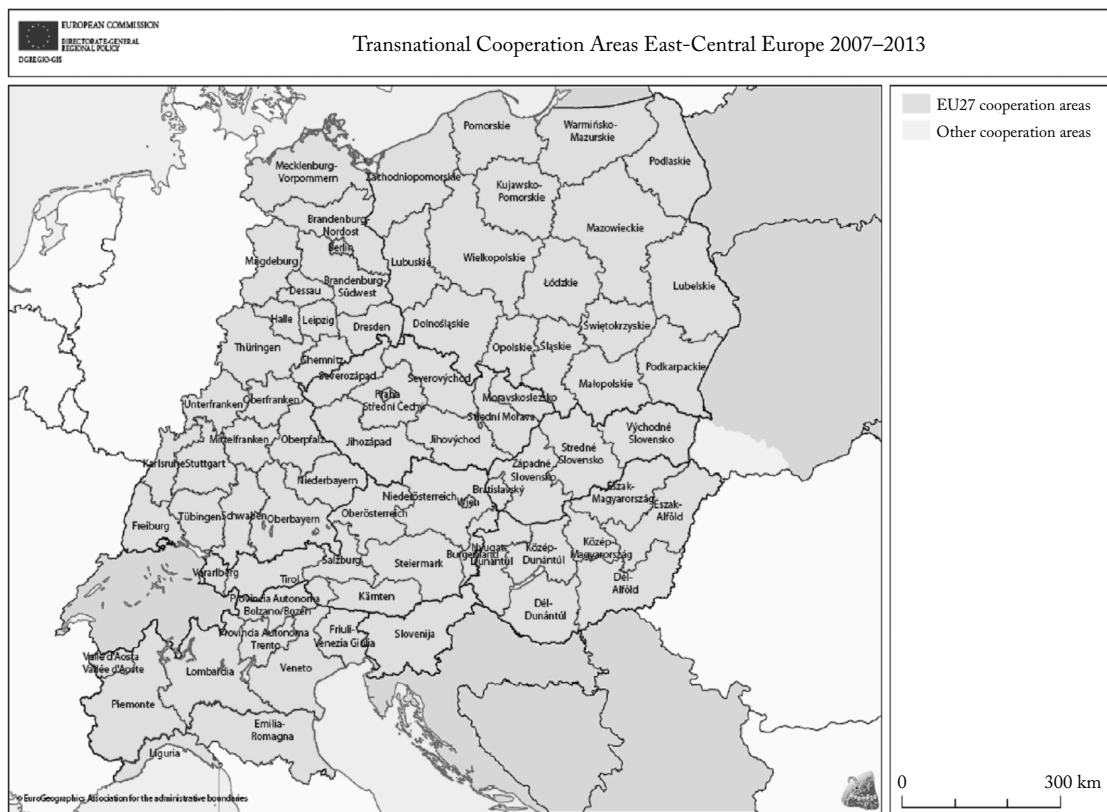 EUROPEAN COMMISSION
DIRECTORATE-GENERAL
REGIONAL POLICY
DGREGIO-GIS
Transnational Cooperation Areas East-Central Europe 2007–2013
EU27 cooperation areas
Other cooperation areas
Pomorskie
Warmińsko-
Mazurskie
Podlaskie
Mecklenburg-
Vorpommern
Zachodniopomorskie
Kujawsko-
Pomorskie
Brandenburg-
Nordost
Mazowieckie
Berlin
Magdeburg
Lubuskie
Wielkopolskie
Brandenburg-
Südwest
Dessau
Łódzkie
Lubelskie
Halle
Leipzig
Dresden
Dolnośląskie
Świętokrzyskie
Thüringen
Opolskie
Śląskie
Chemnitz
Podkarpackie
Severozápad
Severovýchod
Małopolskie
Praha
Střední Čechy
Moravskoslezsko
Unterfranken
Oberfranken
Střední Morava
Mittelfranken
Oberpfalz
Jihozápad
Jihovýchod
Východné
Slovensko
Stredné
Slovensko
Karlsruhe
Stuttgart
Západné
Slovensko
Niederbayern
Bratislavský
Észak-
Magyarország
Niederösterreich
Wien
Észak-
Alföld
Freiburg
Tübingen
Schwaben
Oberbayern
Oberösterreich
Burgenland
Nyugat-
Dunántúl
Közép-
Dunántúl
Közép-
Magyarország
Salzburg
Steiermark
Vorarlberg
Tirol
Dél-
Alföld
Kärnten
Provincia Autonoma
Bolzano/Bozen
Dél-
Dunántúl
Provincia Autonoma
Trento
Friuli-
Venezia Giulia
Slovenija
Valle d'Aosta
Vallée d'Aoste
Lombardia
Veneto
Piemonte
Emilia-
Romagna
Liguria
© EuroGeographics Association for the administrative boundaries
0 300 km